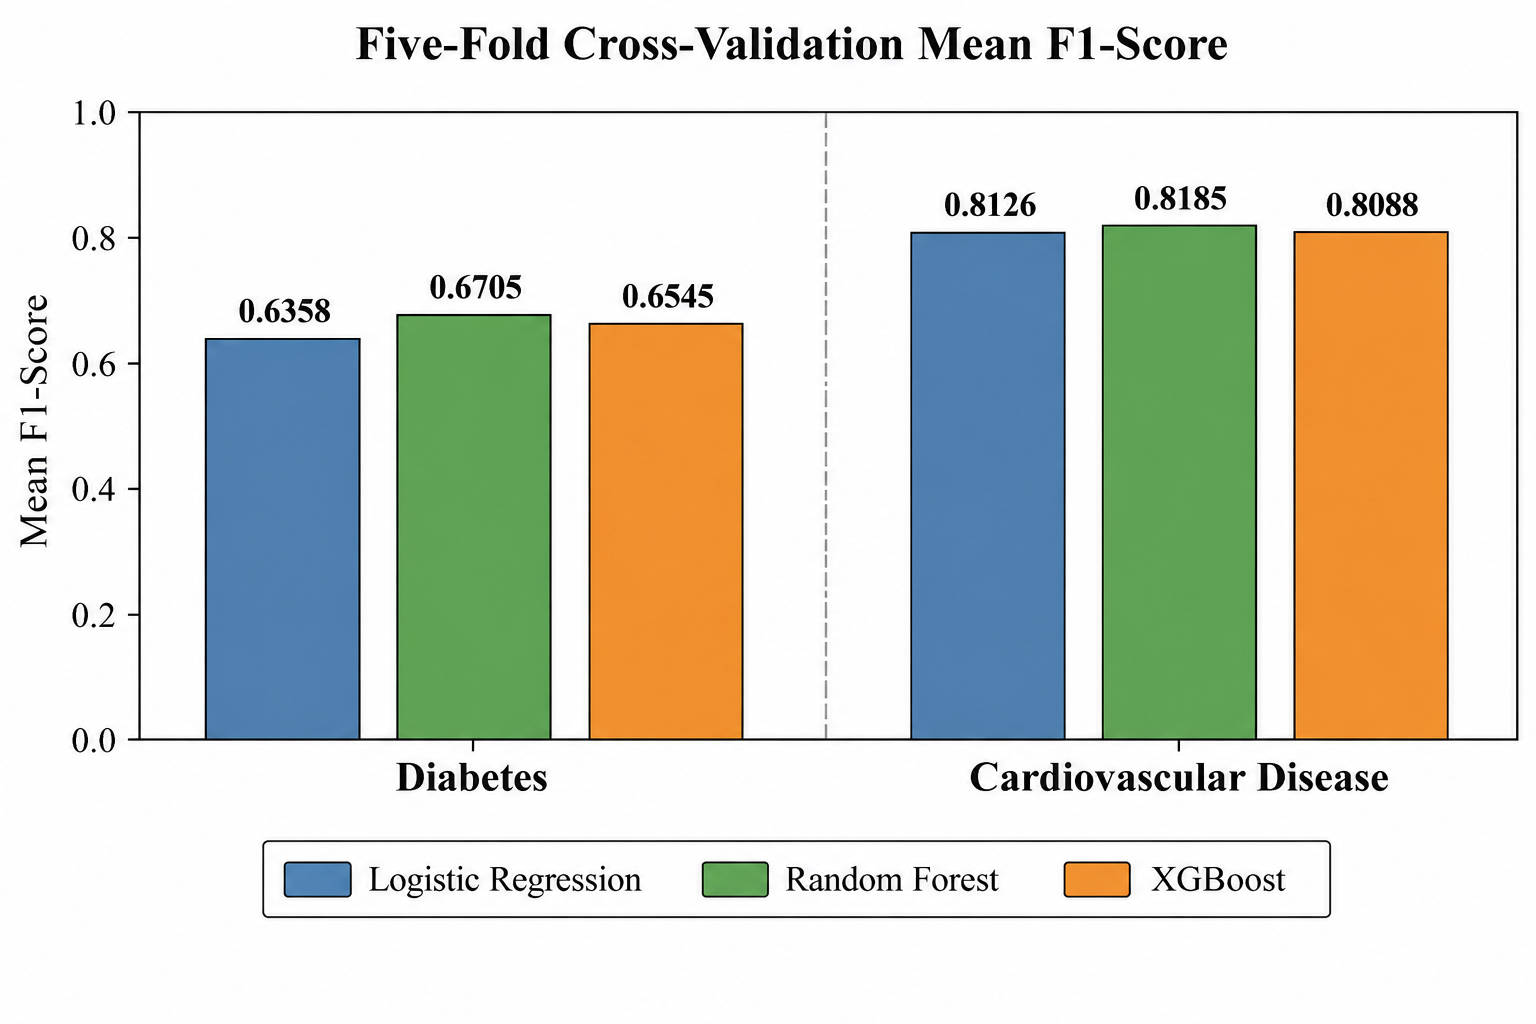 Five-Fold Cross-Validation Mean F1-Score
Mean F1-Score
1.0
0.8
0.6
0.4
0.2
0.0
0.6358
0.6705
0.6545
0.8126
0.8185
0.8088
Diabetes
Cardiovascular Disease
Logistic Regression
Random Forest
XGBoost